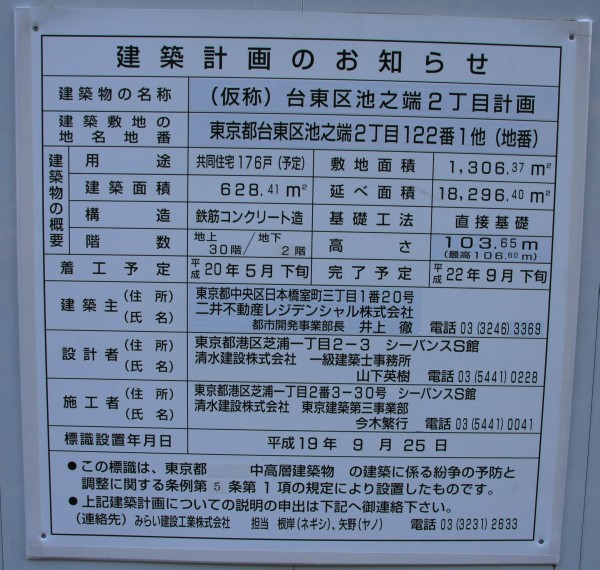 建築計画のお知らせ
建築物の名称 （仮称）台東区池之端2丁目計画
建築敷地の地名地番 東京都台東区池之端2丁目122番1他（地番）
建築物の概要
用途 共同住宅176戸（予定） 敷地面積 1,306.37 m²
建築面積 628.41 m² 延べ面積 18,296.40 m²
構造 鉄筋コンクリート造 基礎工法 直接基礎
階数 地上30階／地下2階 高さ 103.65 m
（最高106.60 m）
着工予定 平成20年5月下旬 完了予定 平成22年9月下旬
建築主（住所）（氏名） 東京都中央区日本橋室町三丁目1番20号
二井不動産レジデンシャル株式会社
都市開発事業部長 井上 徹 電話 03 (3246) 3369
設計者（住所）（氏名） 東京都港区芝浦一丁目2－3 シーバンスS館
清水建設株式会社 一級建築士事務所
山下英樹 電話 03 (5441) 0228
施工者（住所）（氏名） 東京都港区芝浦一丁目2番3－30号 シーバンスS館
清水建設株式会社 東京建築第三事業部
今木繁行 電話 03 (5441) 0041
標識設置年月日 平成19年9月25日
●この標識は、東京都 中高層建築物 の建築に係る紛争の予防と
調整に関する条例第5条第1項の規定により設置したものです。
●上記建築計画についての説明の申出は下記へ御連絡下さい。
（連絡先）みらい建設工業株式会社 担当 根岸（ネギシ）、矢野（ヤノ） 電話 03 (3231) 2633